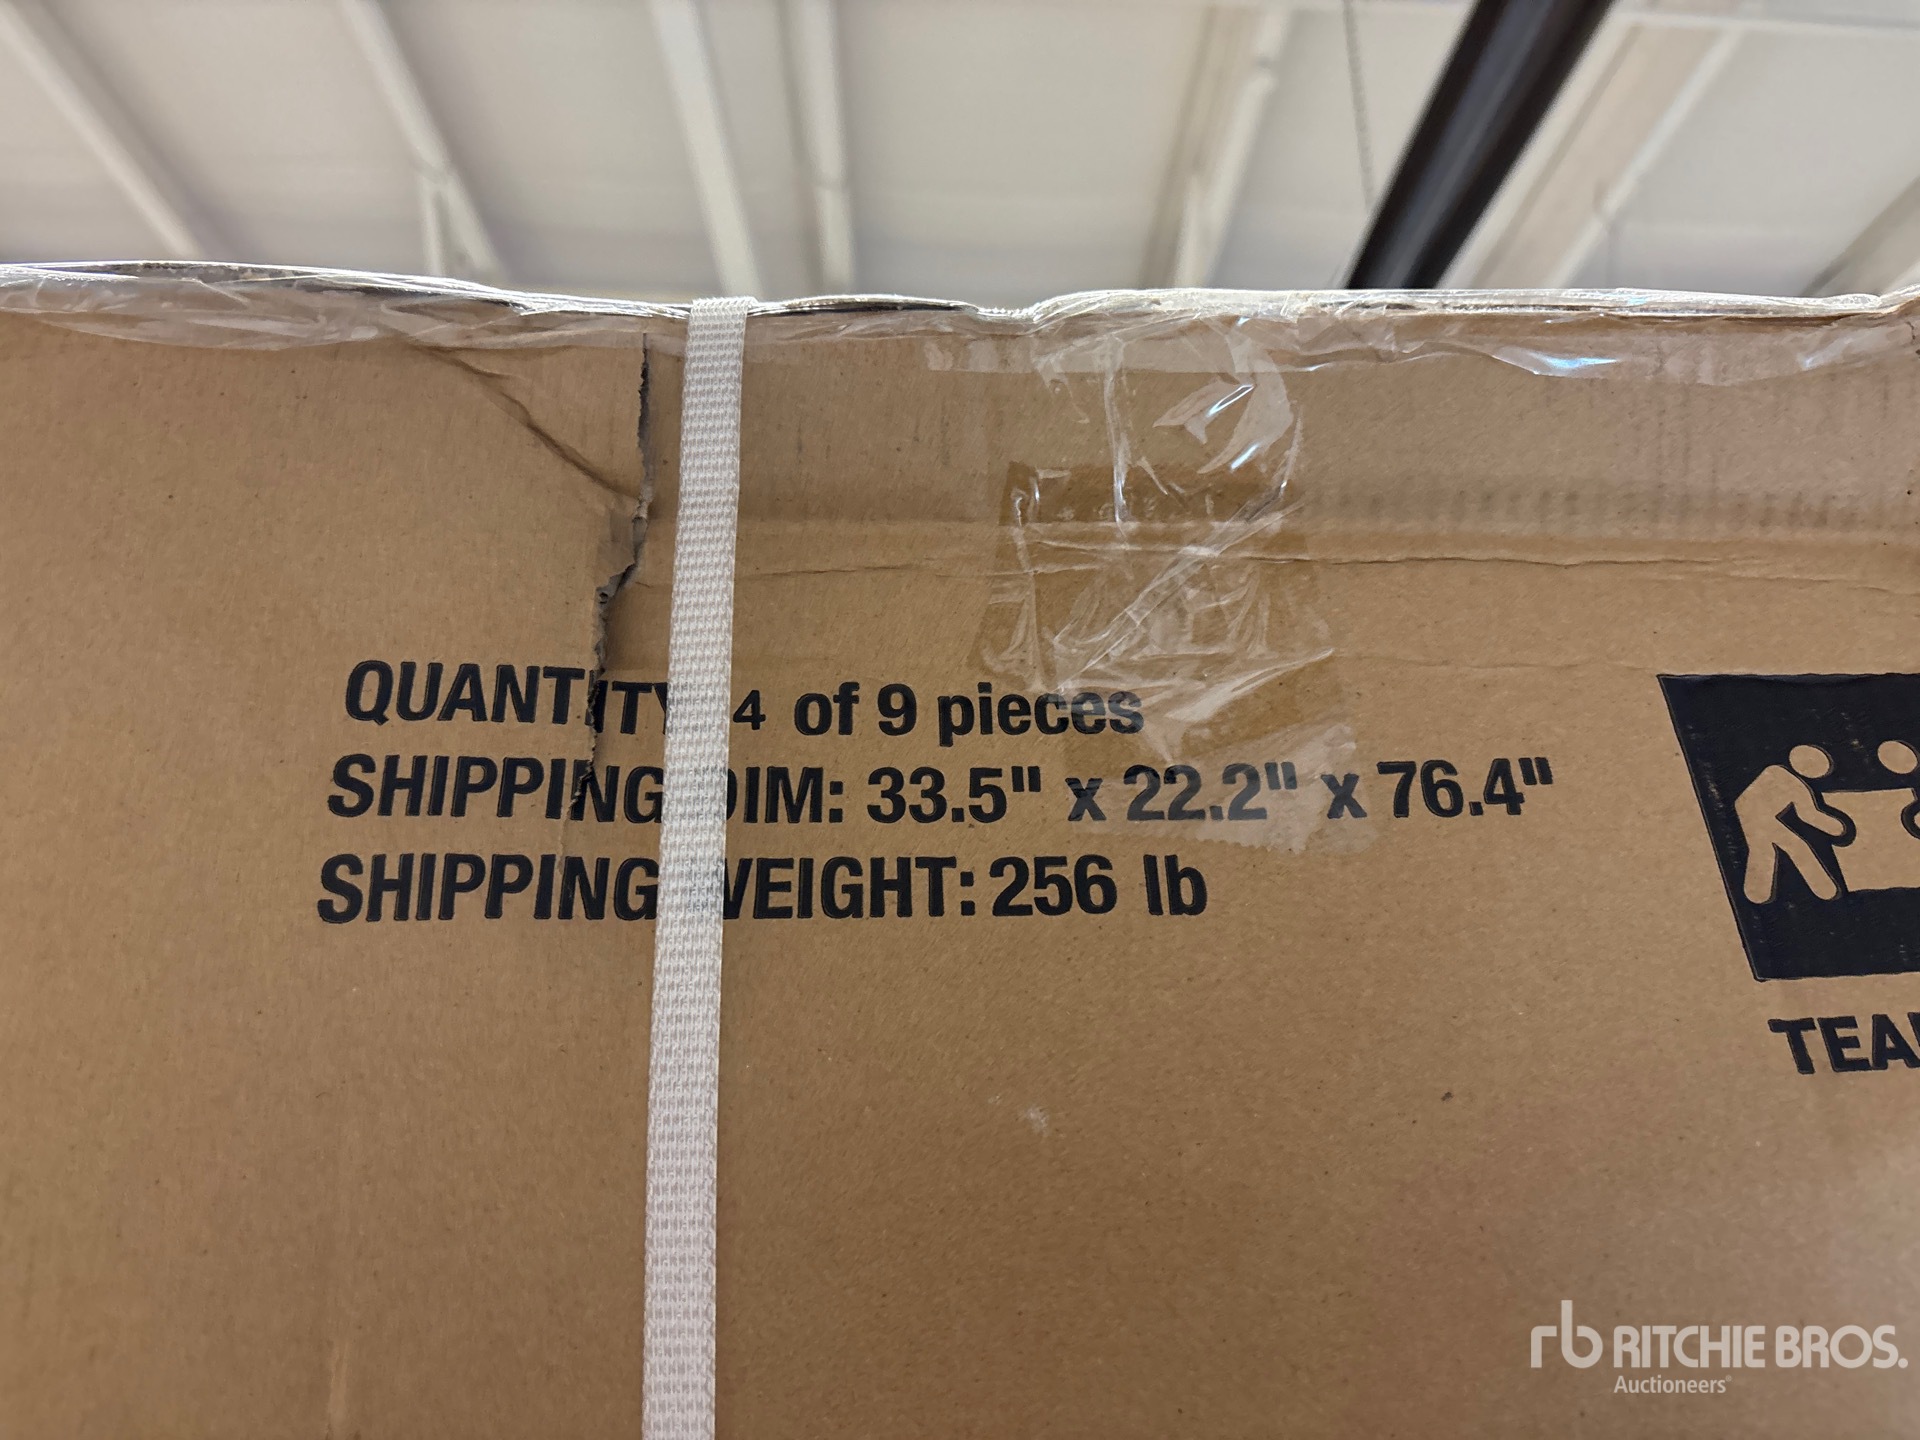 QUANTITY 4 of 9 pieces
SHIPPING DIM: 33.5" x 22.2" x 76.4"
SHIPPING WEIGHT: 256 lb
TEA
rb RITCHIE BROS.
Auctioneers